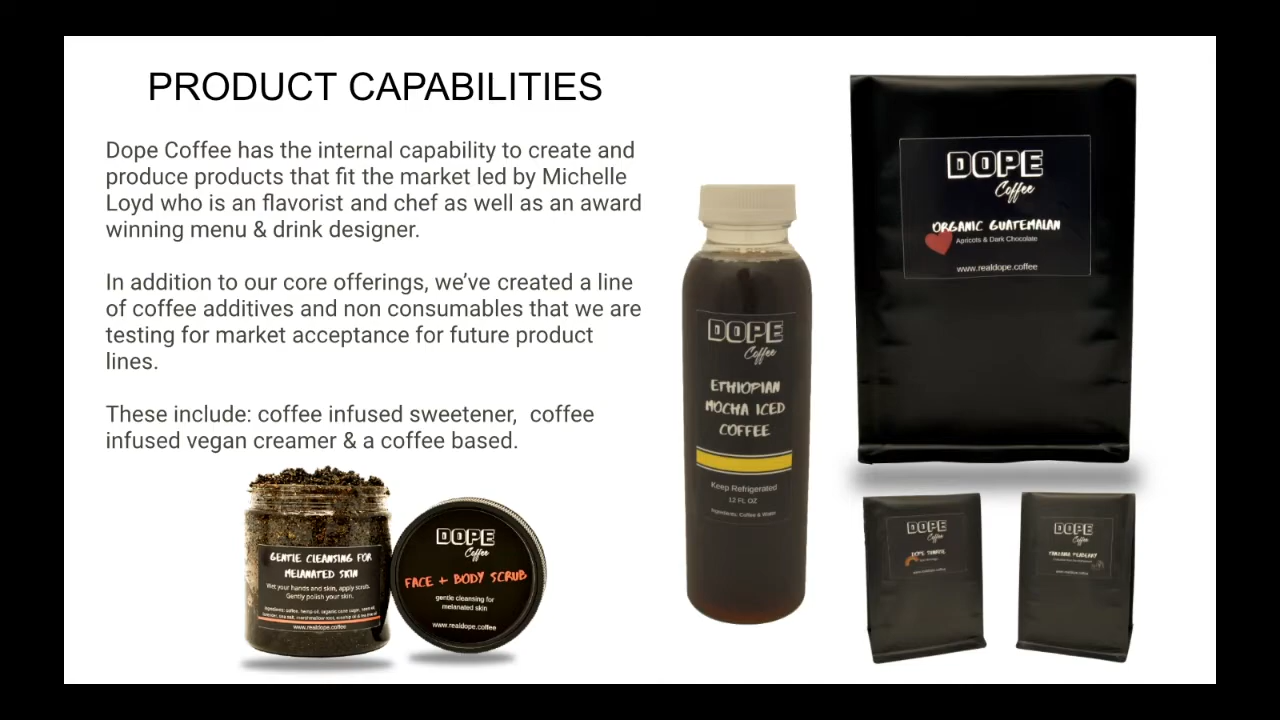 PRODUCT CAPABILITIES
Dope Coffee has the internal capability to create and
produce products that fit the market led by Michelle
Loyd who is an flavorist and chef as well as an award
winning menu & drink designer.
In addition to our core offerings, we’ve created a line
of coffee additives and non consumables that we are
testing for market acceptance for future product
lines.
These include: coffee infused sweetener,  coffee
infused vegan creamer & a coffee based.
GENTLE CLEANSING FOR
MELANATED SKIN
Wet your hands and skin, apply scrub.
Gently polish your skin.
www.realdope.coffee
DOPE
Coffee
FACE + BODY SCRUB
gentle cleansing for
melanated skin
www.realdope.coffee
DOPE
Coffee
ETHIOPIAN
MOCHA ICED
COFFEE
Keep Refrigerated
12 FL OZ
Ingredients: Coffee & Water
DOPE
Coffee
ORGANIC GUATEMALAN
Apricots & Dark Chocolate
www.realdope.coffee
DOPE
Coffee
DOPE
Coffee